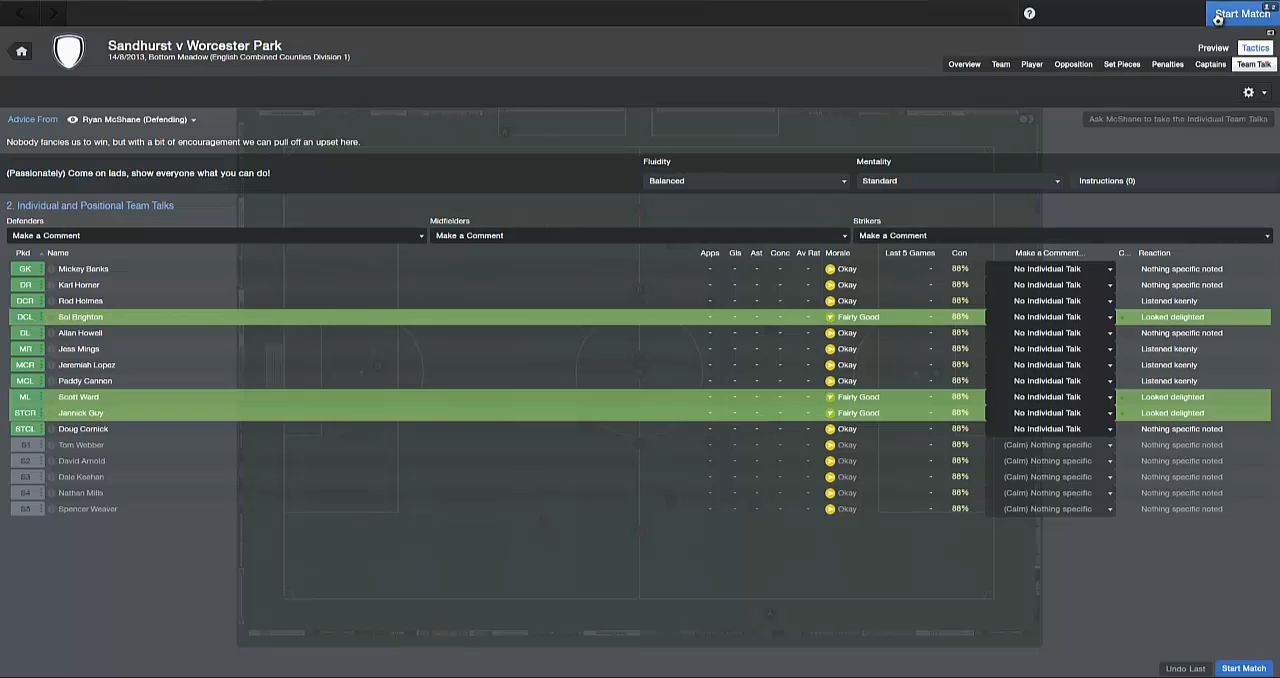 Start Match
2
Sandhurst v Worcester Park
14/8/2013, Bottom Meadow (English Combined Counties Division 1)
Preview Tactics
Overview Team Player Opposition Set Pieces Penalties Captains Team Talk
Advice From Ryan McShane (Defending)
Ask McShane to take the Individual Team Talks
Nobody fancies us to win, but with a bit of encouragement we can pull off an upset here.
Fluidity Mentality
(Passionately) Come on lads, show everyone what you can do!
Balanced Standard Instructions (0)
2. Individual and Positional Team Talks
Defenders Midfielders Strikers
Make a Comment Make a Comment Make a Comment
Pkd Name Apps Gls Ast Conc Av Rat Morale Last 5 Games Con Make a Comment... C... Reaction
GK Mickey Banks - - - - - Okay - 88% No Individual Talk Nothing specific noted
DR Karl Horner - - - - - Okay - 88% No Individual Talk Nothing specific noted
DCR Rod Holmes - - - - - Okay - 88% No Individual Talk Listened keenly
DCL Sol Brighton - - - - - Fairly Good - 88% No Individual Talk Looked delighted
DL Allan Howell - - - - - Okay - 88% No Individual Talk Nothing specific noted
MR Jess Mings - - - - - Okay - 88% No Individual Talk Listened keenly
MCR Jeremiah Lopez - - - - - Okay - 88% No Individual Talk Listened keenly
MCL Paddy Cannon - - - - - Okay - 88% No Individual Talk Listened keenly
ML Scott Ward - - - - - Fairly Good - 88% No Individual Talk Looked delighted
STCR Jannick Guy - - - - - Fairly Good - 88% No Individual Talk Looked delighted
STCL Doug Cornick - - - - - Okay - 88% No Individual Talk Nothing specific noted
S1 Tom Webber - - - - - Okay - 88% (Calm) Nothing specific Nothing specific noted
S2 David Arnold - - - - - Okay - 88% (Calm) Nothing specific Nothing specific noted
S3 Dale Keehan - - - - - Okay - 88% (Calm) Nothing specific Nothing specific noted
S4 Nathan Mills - - - - - Okay - 88% (Calm) Nothing specific Nothing specific noted
S5 Spencer Weaver - - - - - Okay - 88% (Calm) Nothing specific Nothing specific noted
Undo Last Start Match